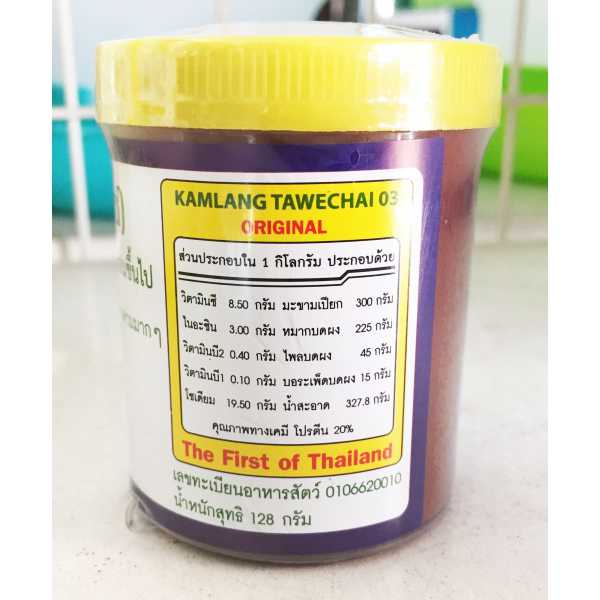 KAMLANG TAWECHAI 03
ORIGINAL
ส่วนประกอบใน 1 กิโลกรัม ประกอบด้วย
วิตามินซี 8.50 กรัม มะขามเปียก 300 กรัม
ไนอะซิน 3.00 กรัม หมากบดผง 225 กรัม
วิตามินบี2 0.40 กรัม ไพลบดผง 45 กรัม
วิตามินบี1 0.10 กรัม บอระเพ็ดบดผง 15 กรัม
โซเดียม 19.50 กรัม น้ำสะอาด 327.8 กรัม
คุณภาพทางเคมี โปรตีน 20%
The First of Thailand
เลขทะเบียนอาหารสัตว์ 0106620010
น้ำหนักสุทธิ 128 กรัม
ขึ้นไป
มากๆ